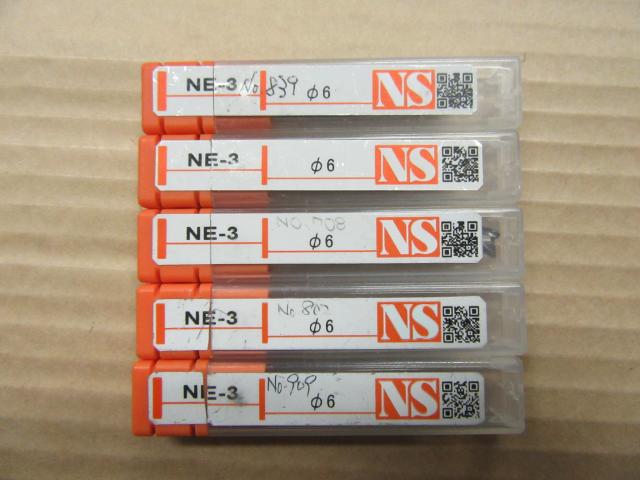 NE-3 No.839 φ6 NS
NE-3 φ6 NS
NE-3 No.708 φ6 NS
NE-3 φ6 NS
NE-3 No.909 φ6 NS